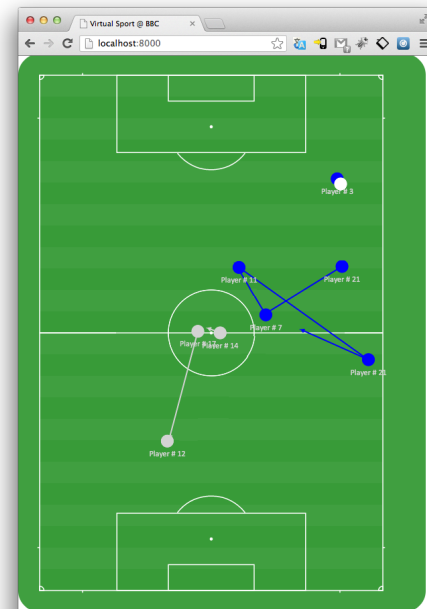 Virtual Sport @ BBC
localhost:8000
Player # 3
Player # 11
Player # 21
Player # 7
Player # 14
Player # 21
Player # 12